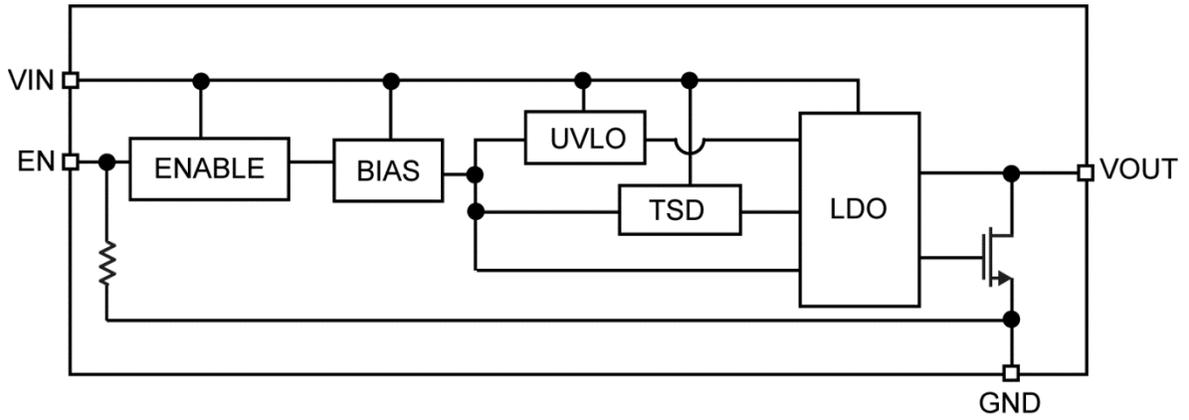 VIN
EN
ENABLE
BIAS
UVLO
TSD
LDO
VOUT
GND